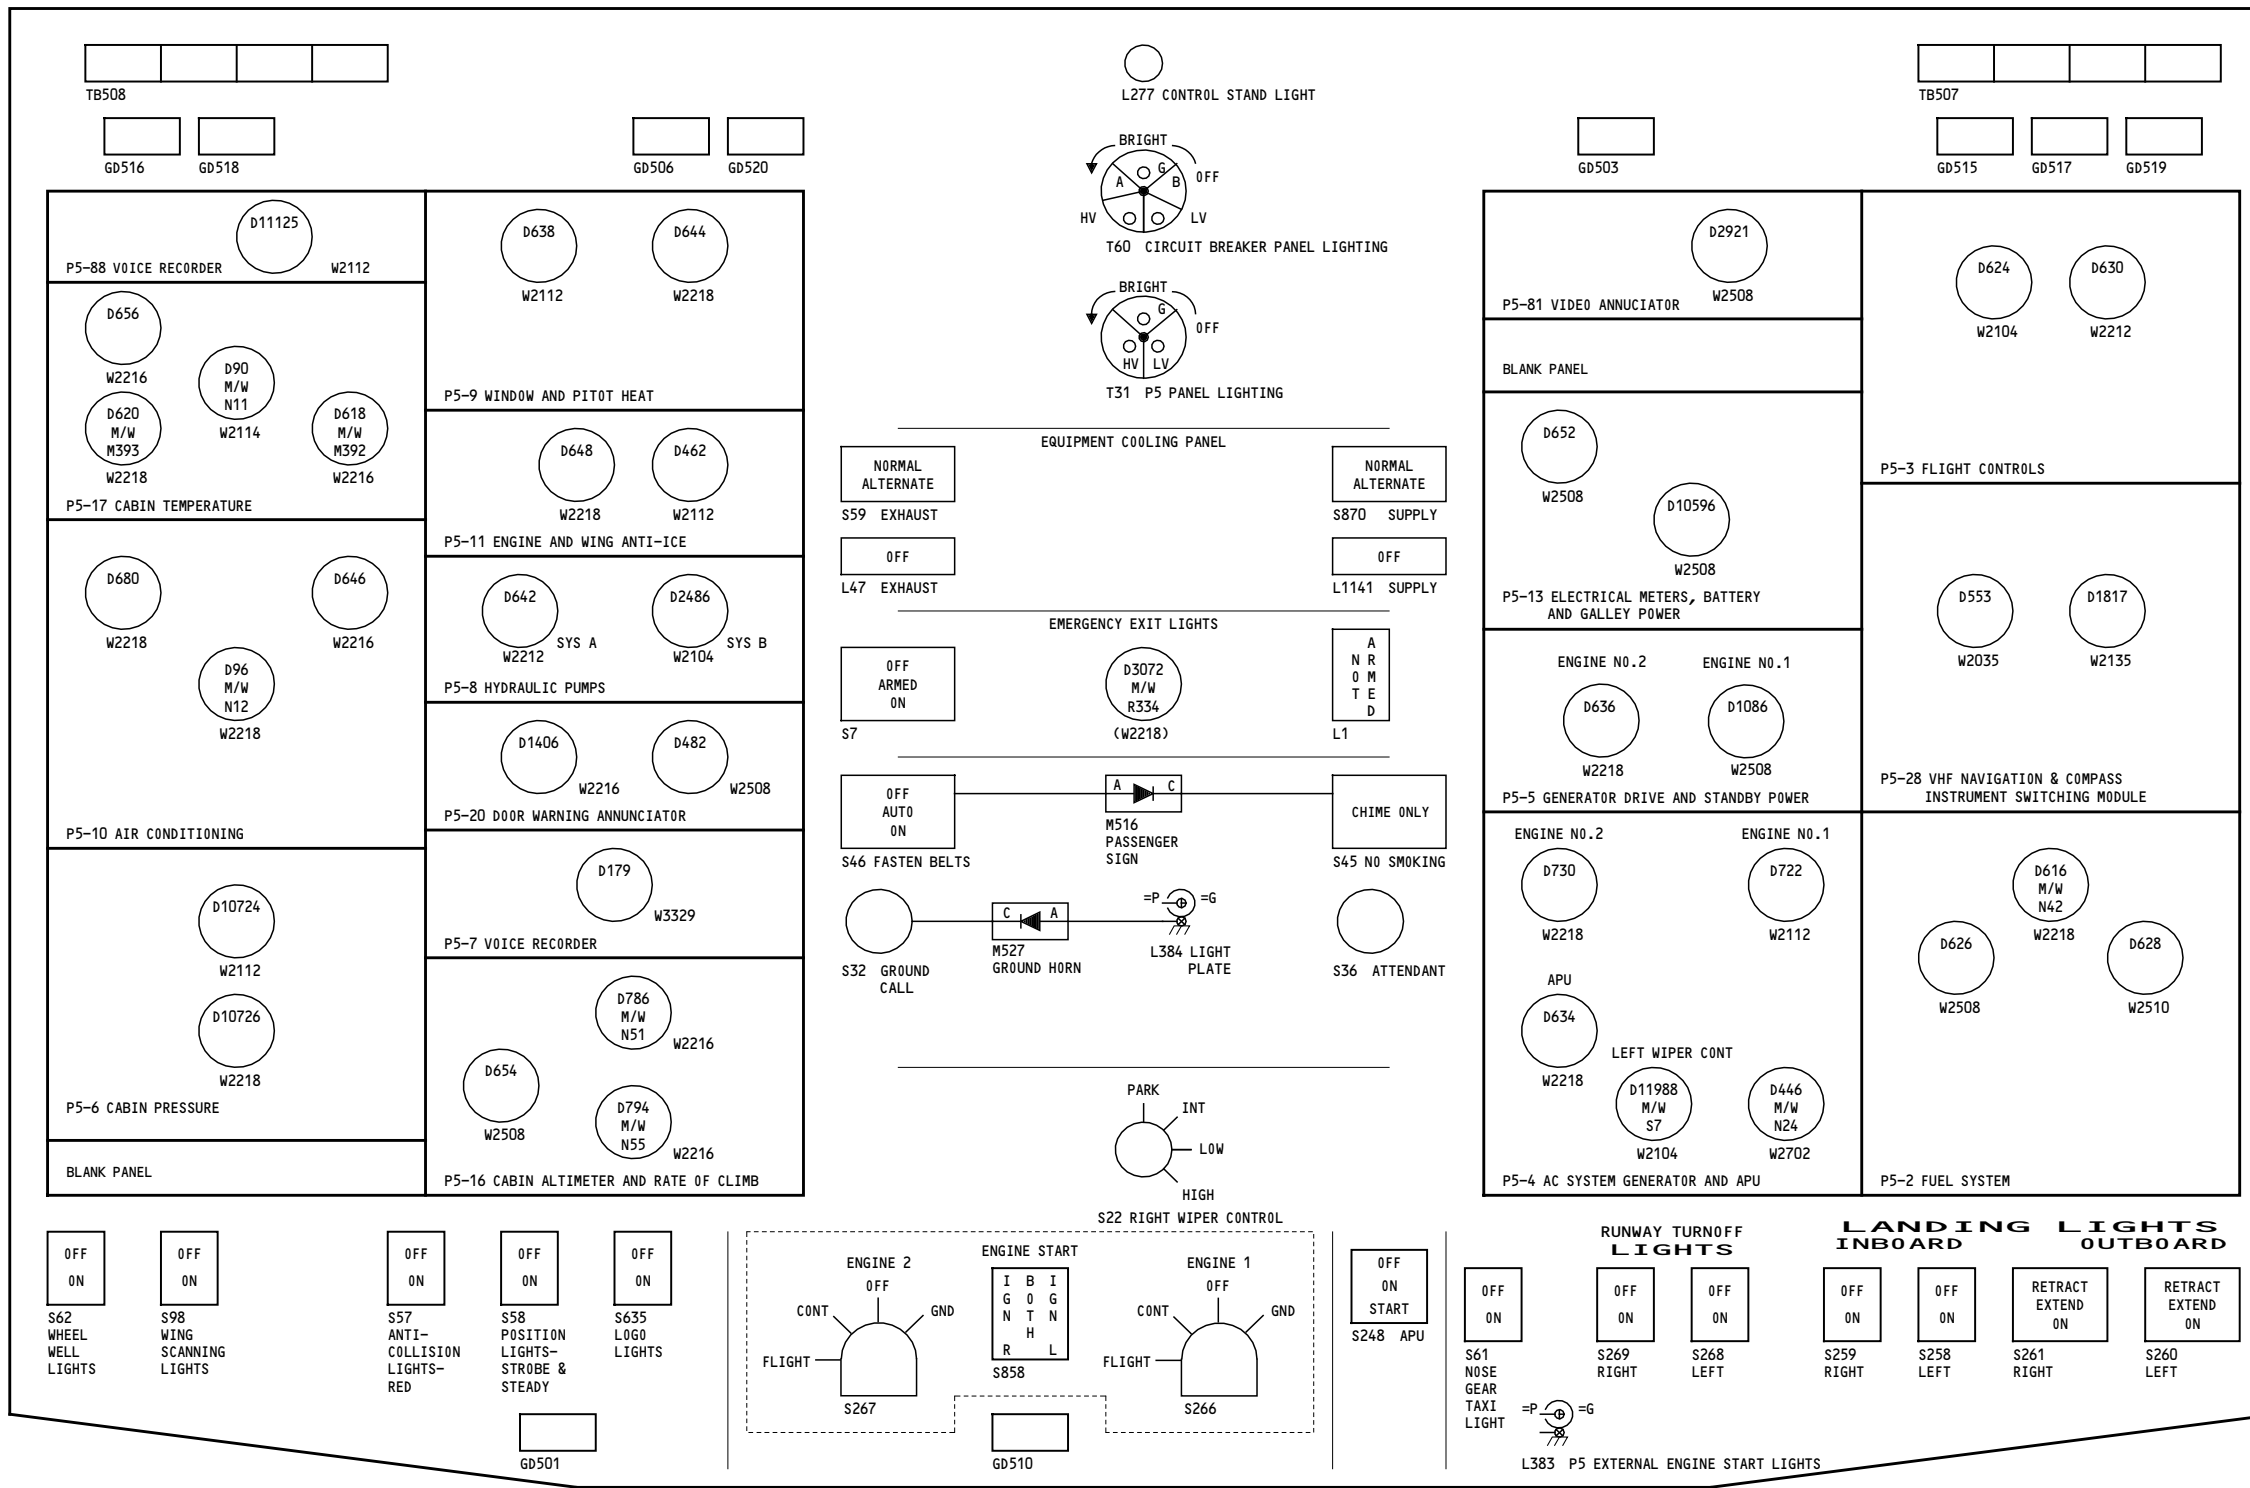 TB508
GD516
GD518
GD506
GD520
D11125
P5-88 VOICE RECORDER
W2112
D656
W2216
D90
M/W
N11
W2114
D620
M/W
M393
W2218
D618
M/W
M392
W2216
P5-17 CABIN TEMPERATURE
D680
W2218
D646
W2216
D96
M/W
N12
W2218
P5-10 AIR CONDITIONING
D10724
W2112
D10726
W2218
P5-6 CABIN PRESSURE
BLANK PANEL
D638
W2112
D644
W2218
P5-9 WINDOW AND PITOT HEAT
D648
W2218
D462
W2112
P5-11 ENGINE AND WING ANTI-ICE
D642
W2212
SYS A
D2486
W2104
SYS B
P5-8 HYDRAULIC PUMPS
D1406
W2216
D482
W2508
P5-20 DOOR WARNING ANNUNCIATOR
D179
W3329
P5-7 VOICE RECORDER
D786
M/W
N51
W2216
D654
W2508
D794
M/W
N55
W2216
P5-16 CABIN ALTIMETER AND RATE OF CLIMB
L277 CONTROL STAND LIGHT
BRIGHT
OFF
A
G
B
HV
LV
T60 CIRCUIT BREAKER PANEL LIGHTING
BRIGHT
OFF
G
HV
LV
T31 P5 PANEL LIGHTING
EQUIPMENT COOLING PANEL
NORMAL
ALTERNATE
S59 EXHAUST
NORMAL
ALTERNATE
S870 SUPPLY
OFF
L47 EXHAUST
OFF
L1141 SUPPLY
EMERGENCY EXIT LIGHTS
OFF
ARMED
ON
S7
D3072
M/W
R334
(W2218)
NOT
ARMED
L1
OFF
AUTO
ON
S46 FASTEN BELTS
A
C
M516
PASSENGER
SIGN
CHIME ONLY
S45 NO SMOKING
S32 GROUND
CALL
C
A
M527
GROUND HORN
=P
=G
L384 LIGHT
PLATE
S36 ATTENDANT
PARK
INT
LOW
HIGH
S22 RIGHT WIPER CONTROL
TB507
GD503
GD515
GD517
GD519
D2921
W2508
P5-81 VIDEO ANNUCIATOR
BLANK PANEL
D652
W2508
D10596
W2508
P5-13 ELECTRICAL METERS, BATTERY
AND GALLEY POWER
ENGINE NO.2
D636
W2218
ENGINE NO.1
D1086
W2508
P5-5 GENERATOR DRIVE AND STANDBY POWER
ENGINE NO.2
D730
W2218
ENGINE NO.1
D722
W2112
APU
D634
W2218
LEFT WIPER CONT
D11988
M/W
S7
W2104
D446
M/W
N24
W2702
P5-4 AC SYSTEM GENERATOR AND APU
D624
W2104
D630
W2212
P5-3 FLIGHT CONTROLS
D553
W2035
D1817
W2135
P5-28 VHF NAVIGATION & COMPASS
INSTRUMENT SWITCHING MODULE
D616
M/W
N42
W2218
D626
W2508
D628
W2510
P5-2 FUEL SYSTEM
OFF
ON
S62
WHEEL
WELL
LIGHTS
OFF
ON
S98
WING
SCANNING
LIGHTS
OFF
ON
S57
ANTI-
COLLISION
LIGHTS-
RED
OFF
ON
S58
POSITION
LIGHTS-
STROBE &
STEADY
OFF
ON
S635
LOGO
LIGHTS
GD501
ENGINE 2
OFF
CONT
GND
FLIGHT
S267
ENGINE START
IGN R
BOTH
IGN L
S858
ENGINE 1
OFF
CONT
GND
FLIGHT
S266
GD510
OFF
ON
START
S248 APU
OFF
ON
S61
NOSE
GEAR
TAXI
LIGHT
RUNWAY TURNOFF
LIGHTS
OFF
ON
S269
RIGHT
OFF
ON
S268
LEFT
LANDING LIGHTS
INBOARD
OUTBOARD
OFF
ON
S259
RIGHT
OFF
ON
S258
LEFT
RETRACT
EXTEND
ON
S261
RIGHT
RETRACT
EXTEND
ON
S260
LEFT
=P
=G
L383 P5 EXTERNAL ENGINE START LIGHTS